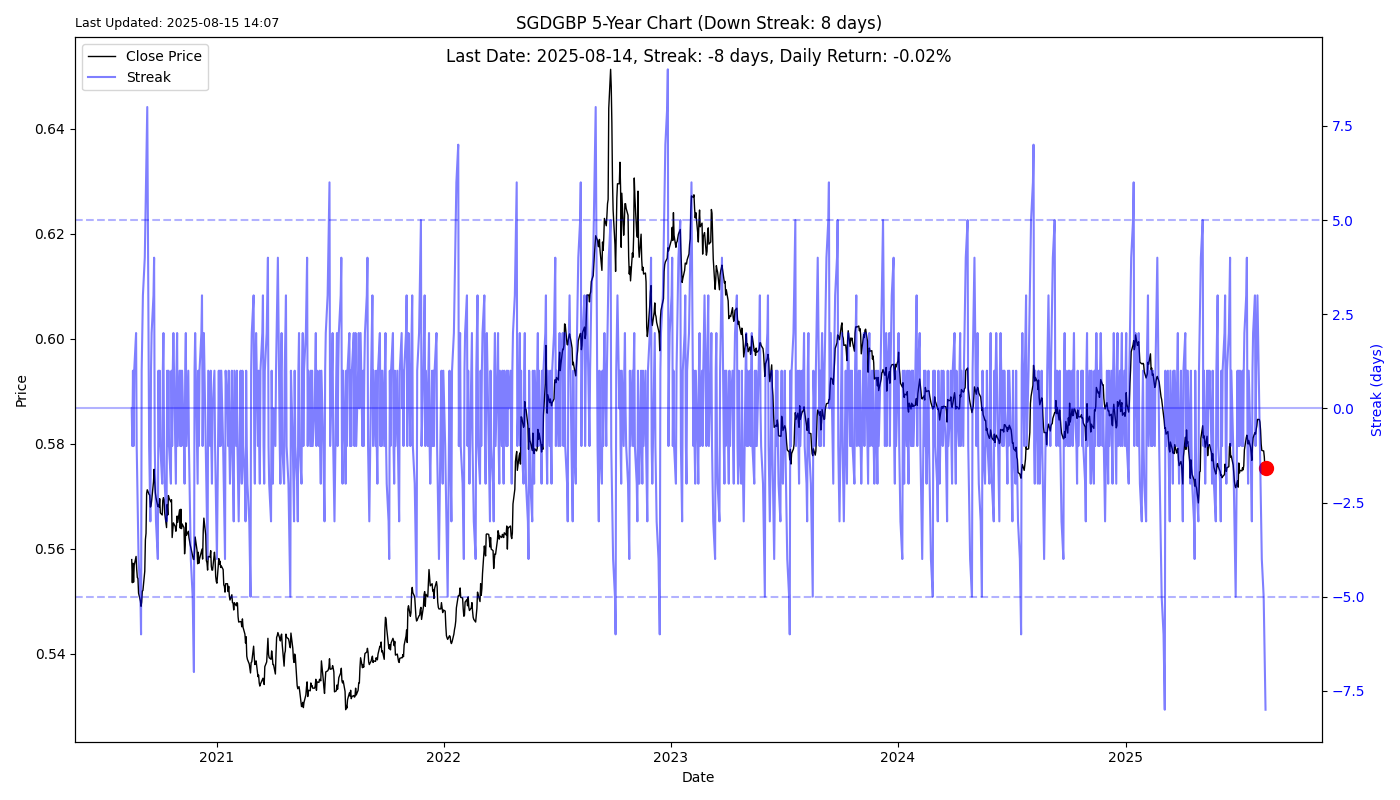 Last Updated: 2025-08-15 14:07
SGDGBP 5-Year Chart (Down Streak: 8 days)
Last Date: 2025-08-14, Streak: -8 days, Daily Return: -0.02%
Close Price
Streak
0.64
0.62
0.60
0.58
0.56
0.54
Price
7.5
5.0
2.5
0.0
−2.5
−5.0
−7.5
Streak (days)
2021
2022
2023
2024
2025
Date